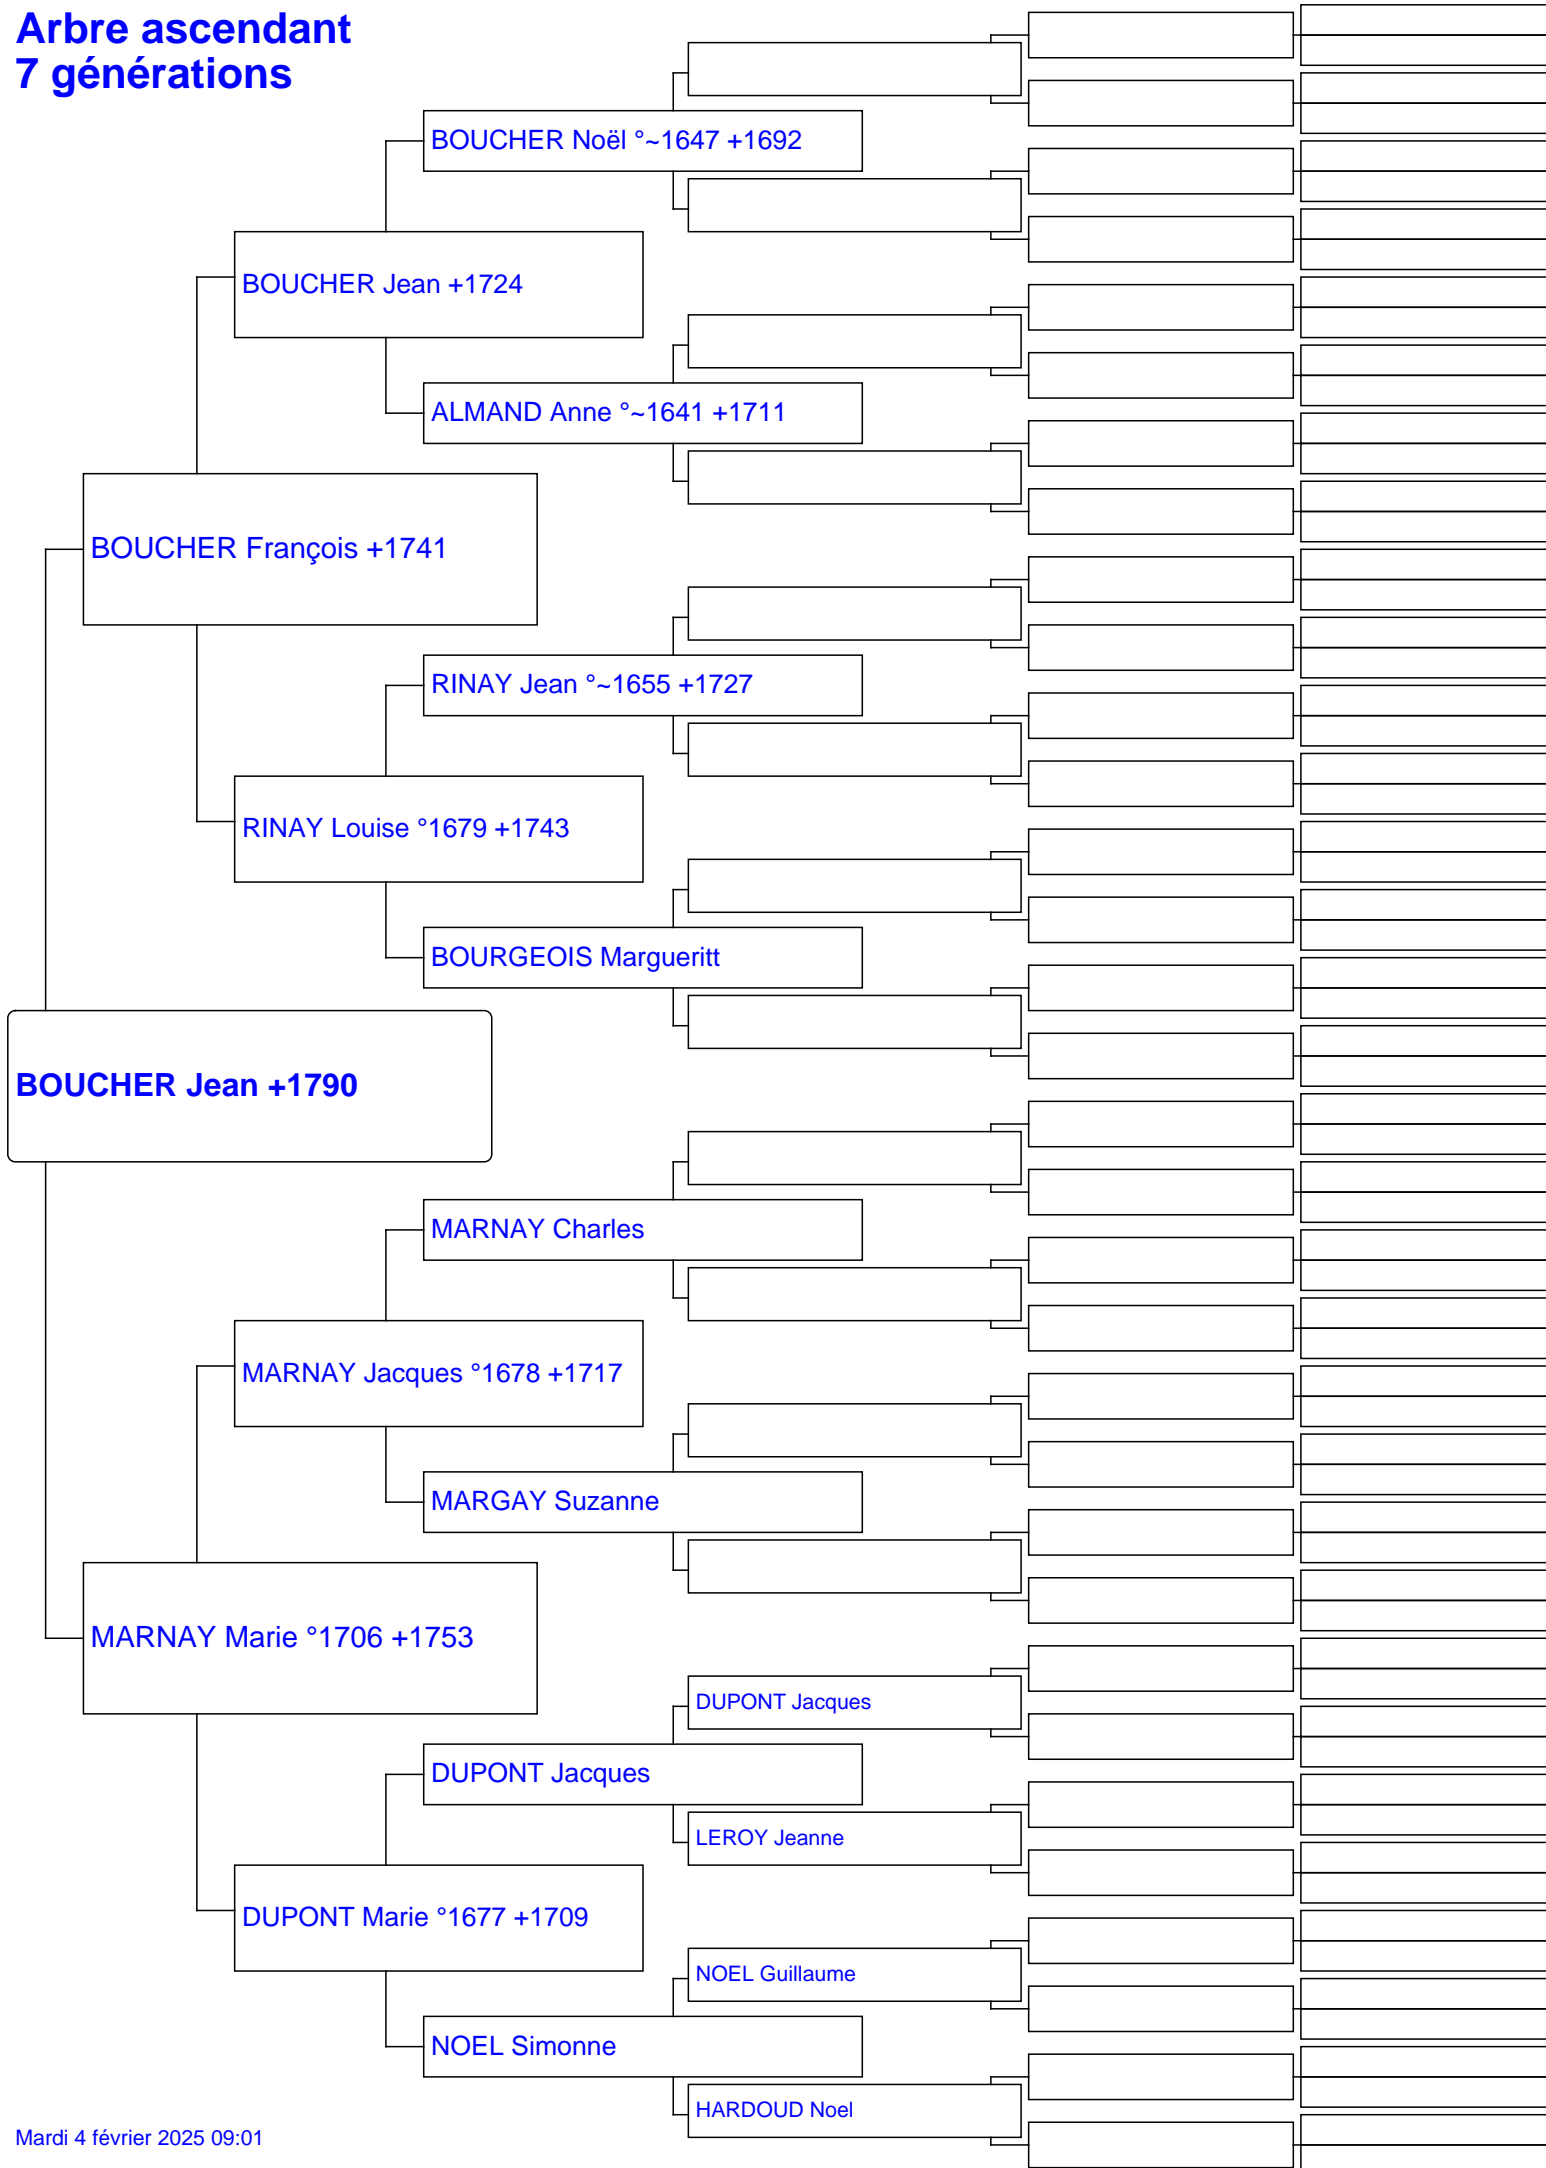 Arbre ascendant
7 générations
BOUCHER Noël °~1647 +1692
BOUCHER Jean +1724
ALMAND Anne °~1641 +1711
BOUCHER François +1741
RINAY Jean °~1655 +1727
RINAY Louise °1679 +1743
BOURGEOIS Margueritt
BOUCHER Jean +1790
MARNAY Charles
MARNAY Jacques °1678 +1717
MARGAY Suzanne
MARNAY Marie °1706 +1753
DUPONT Jacques
DUPONT Jacques
LEROY Jeanne
DUPONT Marie °1677 +1709
NOEL Guillaume
NOEL Simonne
HARDOUD Noel
Mardi 4 février 2025 09:01